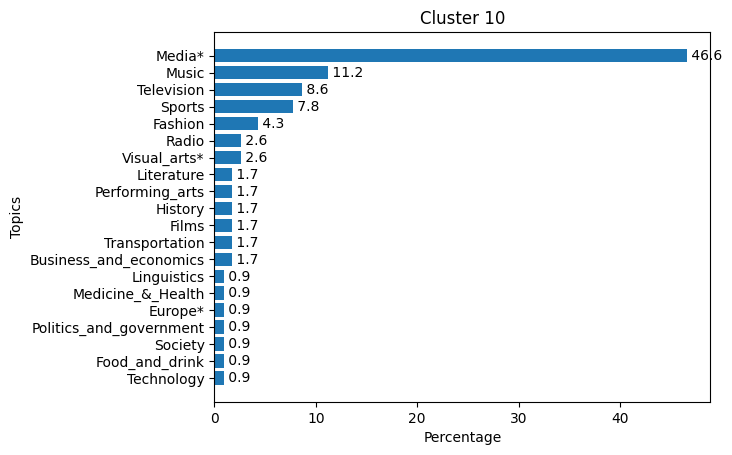 Cluster 10
Topics
Media* 46.6
Music 11.2
Television 8.6
Sports 7.8
Fashion 4.3
Radio 2.6
Visual_arts* 2.6
Literature 1.7
Performing_arts 1.7
History 1.7
Films 1.7
Transportation 1.7
Business_and_economics 1.7
Linguistics 0.9
Medicine_&_Health 0.9
Europe* 0.9
Politics_and_government 0.9
Society 0.9
Food_and_drink 0.9
Technology 0.9
0 10 20 30 40
Percentage